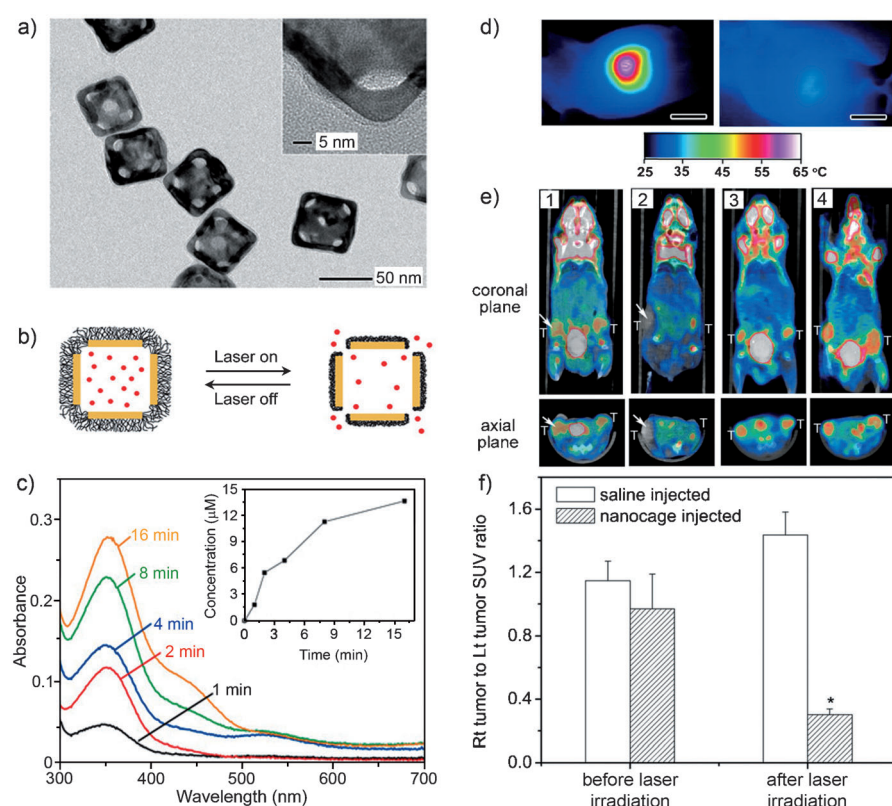 a)
5 nm
50 nm
b)
Laser on
Laser off
c)
0.3
0.2
0.1
0
Absorbance
16 min
8 min
4 min
2 min
1 min
300 400 500 600 700
Wavelength (nm)
15
12
9
6
3
0
Concentration (µM)
0 3 6 9 12 15
Time (min)
d)
25 35 45 55 65 °C
e)
1 2 3 4
coronal
plane
T T T T T T
axial
plane
T T T T T T
f)
saline injected
nanocage injected
1.6
1.2
0.8
0.4
0.0
Rt tumor to Lt tumor SUV ratio
*
before laser
irradiation
after laser
irradiation